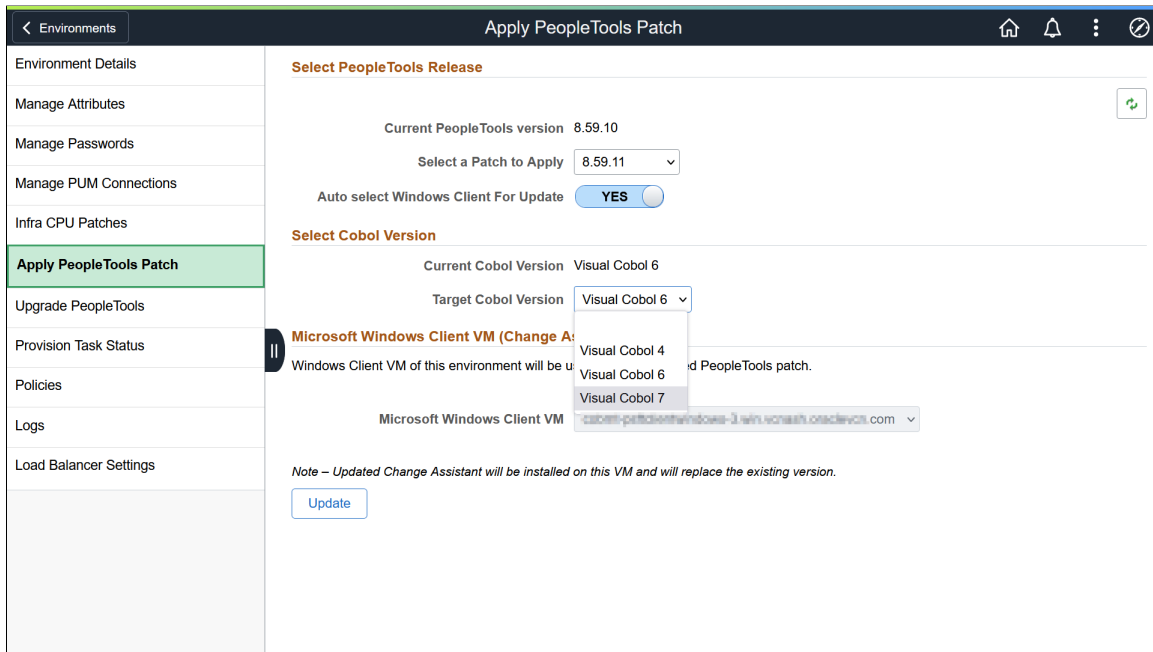 Environments
Apply PeopleTools Patch
Environment Details
Manage Attributes
Manage Passwords
Manage PUM Connections
Infra CPU Patches
Apply PeopleTools Patch
Upgrade PeopleTools
Provision Task Status
Policies
Logs
Load Balancer Settings
Select PeopleTools Release
Current PeopleTools version 8.59.10
Select a Patch to Apply 8.59.11
Auto select Windows Client For Update YES
Select Cobol Version
Current Cobol Version Visual Cobol 6
Target Cobol Version Visual Cobol 6
Visual Cobol 4
Visual Cobol 6
Visual Cobol 7
Microsoft Windows Client VM (Change
Windows Client VM of this environment will be PeopleTools patch.
Microsoft Windows Client VM .com
Note – Updated Change Assistant will be installed on this VM and will replace the existing version.
Update